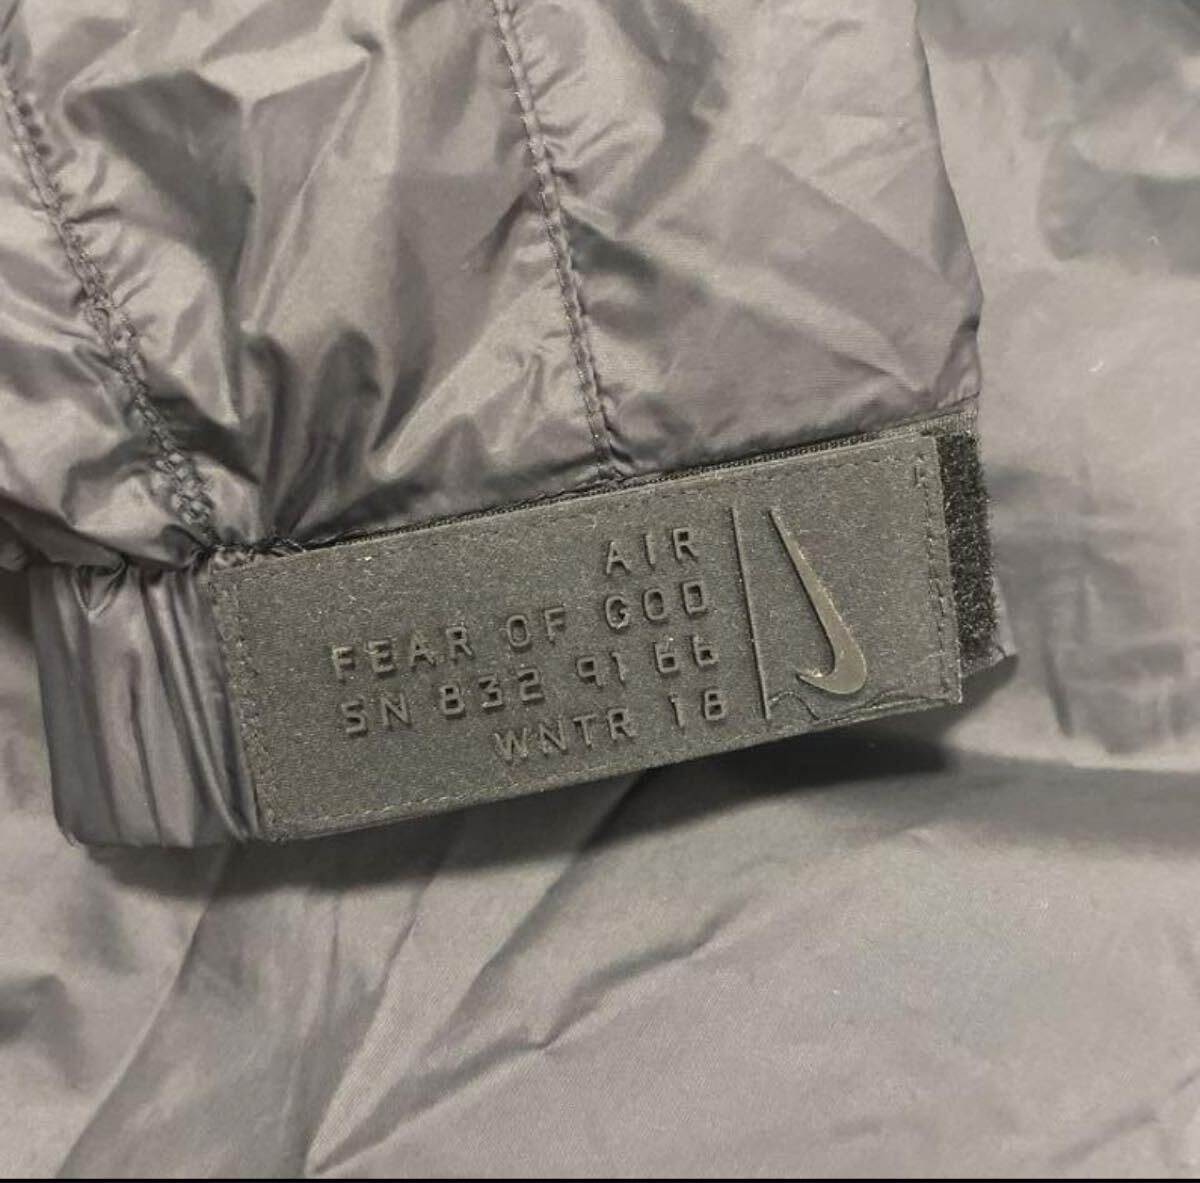 AIR
FEAR OF GOD
SN 832 91 66
WNTR 18